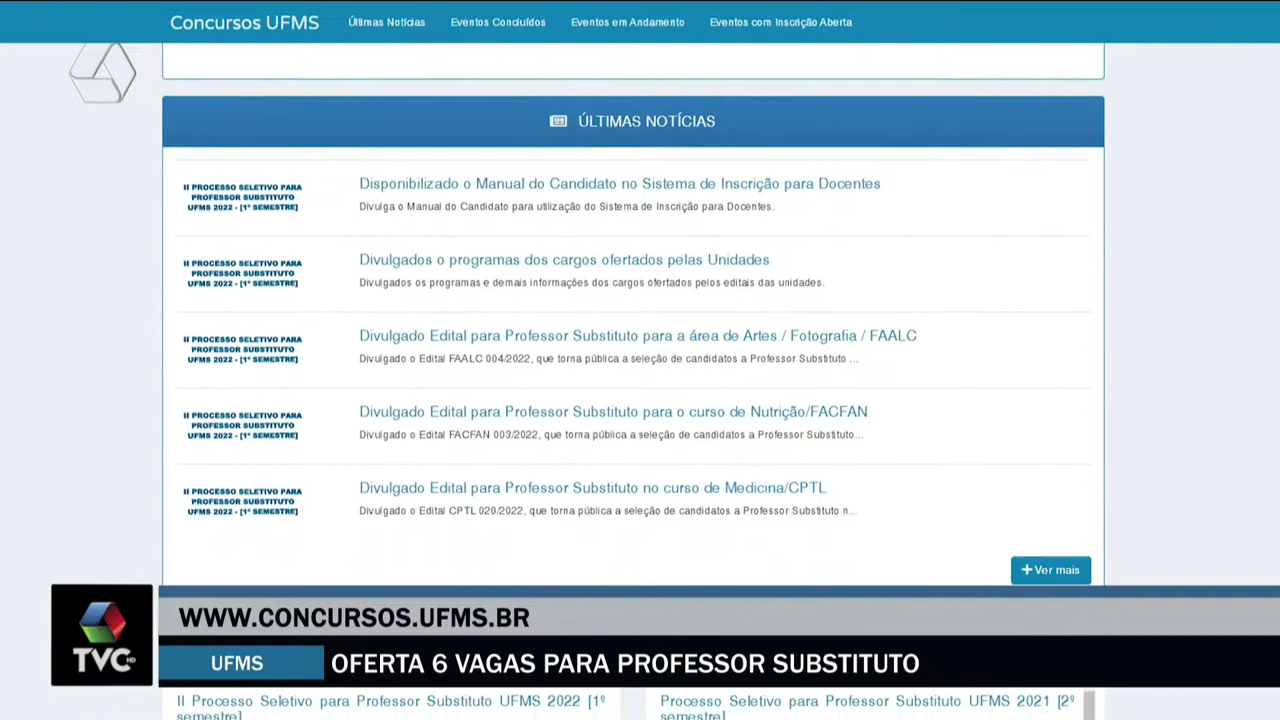 Concursos UFMS
Últimas Notícias
Eventos Concluídos
Eventos em Andamento
Eventos com Inscrição Aberta
ÚLTIMAS NOTÍCIAS
II PROCESSO SELETIVO PARA
PROFESSOR SUBSTITUTO
UFMS 2022 - [1º SEMESTRE]
Disponibilizado o Manual do Candidato no Sistema de Inscrição para Docentes
Divulga o Manual do Candidato para utilização do Sistema de Inscrição para Docentes.
II PROCESSO SELETIVO PARA
PROFESSOR SUBSTITUTO
UFMS 2022 - [1º SEMESTRE]
Divulgados o programas dos cargos ofertados pelas Unidades
Divulgados os programas e demais informações dos cargos ofertados pelos editais das unidades.
II PROCESSO SELETIVO PARA
PROFESSOR SUBSTITUTO
UFMS 2022 - [1º SEMESTRE]
Divulgado Edital para Professor Substituto para a área de Artes / Fotografia / FAALC
Divulgado o Edital FAALC 004/2022, que torna pública a seleção de candidatos a Professor Substituto ...
II PROCESSO SELETIVO PARA
PROFESSOR SUBSTITUTO
UFMS 2022 - [1º SEMESTRE]
Divulgado Edital para Professor Substituto para o curso de Nutrição/FACFAN
Divulgado o Edital FACFAN 003/2022, que torna pública a seleção de candidatos a Professor Substituto...
II PROCESSO SELETIVO PARA
PROFESSOR SUBSTITUTO
UFMS 2022 - [1º SEMESTRE]
Divulgado Edital para Professor Substituto no curso de Medicina/CPTL
Divulgado o Edital CPTL 020/2022, que torna pública a seleção de candidatos a Professor Substituto n...
+ Ver mais
WWW.CONCURSOS.UFMS.BR
TVC HD
UFMS
OFERTA 6 VAGAS PARA PROFESSOR SUBSTITUTO
II Processo Seletivo para Professor Substituto UFMS 2022 [1º
semestre]
Processo Seletivo para Professor Substituto UFMS 2021 [2º
semestre]